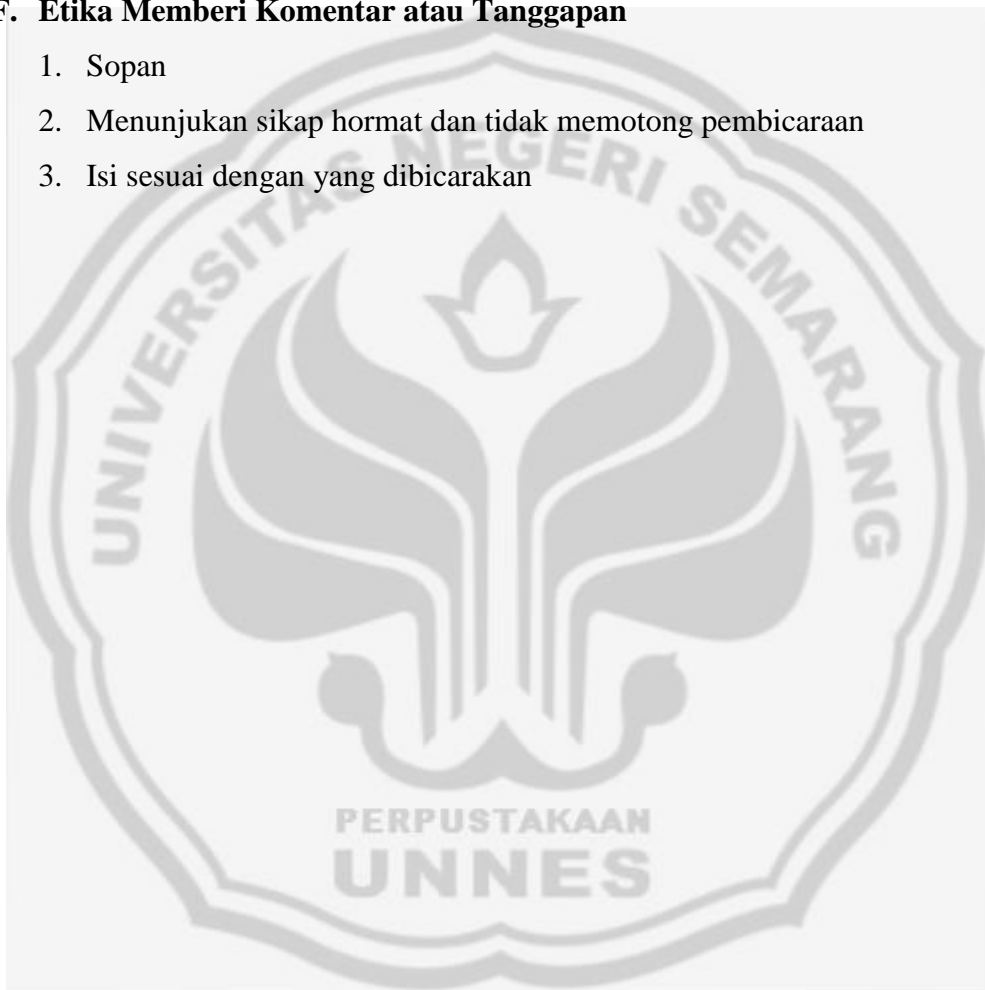 F. Etika Memberi Komentar atau Tanggapan
1. Sopan
2. Menunjukan sikap hormat dan tidak memotong pembicaraan
3. Isi sesuai dengan yang dibicarakan
UNIVERSITAS NEGERI SEMARANG
PERPUSTAKAAN
UNNES